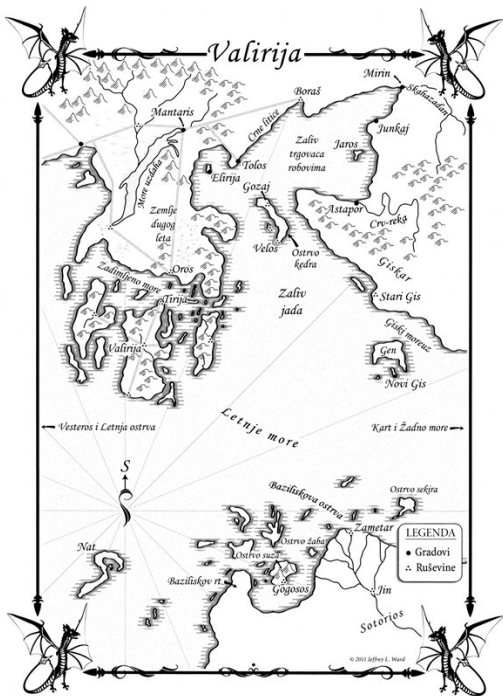 Valirija
Mirin
Skahazadan
Boraš
Mantaris
Crne litice
Junkaj
Zaliv
trgovaca
robovima
Jaros
Tolos
Elirija
More uzdaha
Gozaj
Astapor
Crv-reka
Zemlje
dugog
leta
Velos
Ostrvo
kedra
Giskar
Oros
Zadimljeno more
Tirija
Zaliv
jada
Stari Gis
Giski moreuz
Valirija
Gen
Novi Gis
Letnje more
Vesteros i Letnja ostrva
Kart i Žadno more
S
Baziliskova ostrva
Ostrvo sekira
Zametar
LEGENDA
Gradovi
Ruševine
Ostrvo žaba
Ostrvo suza
Nat
Baziliskov rt
Gogosos
Jin
Sotorios
© 2011 Jeffrey L. Ward